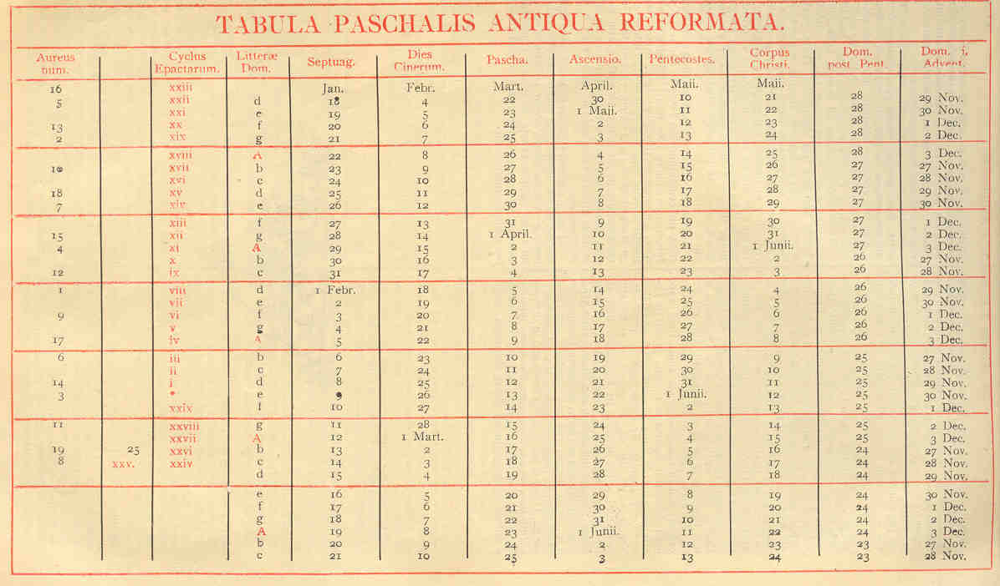 TABULA PASCHALIS ANTIQUA REFORMATA.
Aureus num. Cyclus Epactarum. Litteræ Dom. Septuag. Dies Cinerum. Pascha. Ascensio. Pentecostes. Corpus Christi. Dom. post. Pent. Dom. i. Advent.
16 xxiii Jan. Febr. Mart. April. Maii. Maii.
5 xxii d 18 4 22 30 10 21 28 29 Nov.
xxi e 19 5 23 1 Maii. 11 22 28 30 Nov.
13 xx f 20 6 24 2 12 23 28 1 Dec.
2 xix g 21 7 25 3 13 24 28 2 Dec.
xviii A 22 8 26 4 14 25 28 3 Dec.
10 xvii b 23 9 27 5 15 26 27 27 Nov.
xvi c 24 10 28 6 16 27 27 28 Nov.
18 xv d 25 11 29 7 17 28 27 29 Nov.
7 xiv e 26 12 30 8 18 29 27 30 Nov.
xiii f 27 13 31 9 19 30 27 1 Dec.
15 xii g 28 14 1 April. 10 20 31 27 2 Dec.
4 xi A 29 15 2 11 21 1 Junii. 27 3 Dec.
x b 30 16 3 12 22 2 26 27 Nov.
12 ix c 31 17 4 13 23 3 26 28 Nov.
1 viii d 1 Febr. 18 5 14 24 4 26 29 Nov.
vii e 2 19 6 15 25 5 26 30 Nov.
9 vi f 3 20 7 16 26 6 26 1 Dec.
v g 4 21 8 17 27 7 26 2 Dec.
17 iv A 5 22 9 18 28 8 26 3 Dec.
6 iii b 6 23 10 19 29 9 25 27 Nov.
ii c 7 24 11 20 30 10 25 28 Nov.
14 i d 8 25 12 21 31 11 25 29 Nov.
3 * e 26 13 22 1 Junii. 12 25 30 Nov.
xxix f 10 27 14 23 2 13 25 1 Dec.
11 xxviii g 11 28 15 24 3 14 25 2 Dec.
xxvii A 12 1 Mart. 16 25 4 15 25 3 Dec.
19 25 xxvi b 13 2 17 26 5 16 24 27 Nov.
8 xxv. xxiv c 14 3 18 27 6 17 24 28 Nov.
d 15 4 19 28 7 18 24 29 Nov.
e 16 5 20 29 8 19 24 30 Nov.
f 17 6 21 30 9 20 24 1 Dec.
g 18 7 22 31 10 21 24 2 Dec.
A 19 8 23 1 Junii. 11 22 24 3 Dec.
b 20 9 24 2 12 23 23 27 Nov.
c 21 10 25 3 13 24 23 28 Nov.